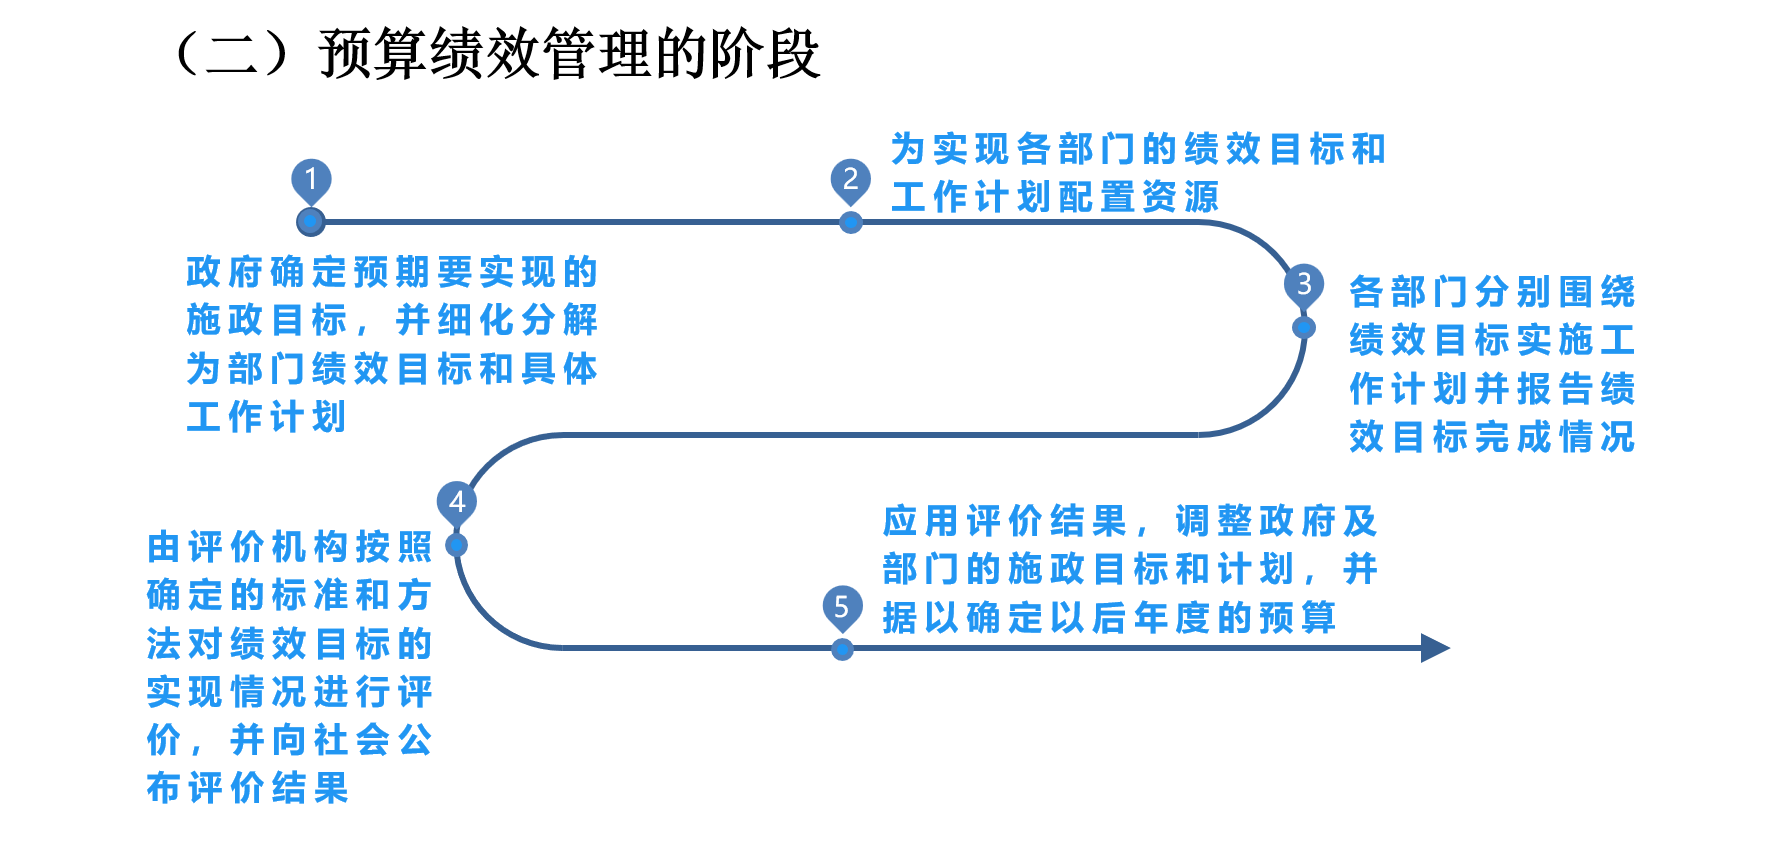 （二）预算绩效管理的阶段
1
政府确定预期要实现的
施政目标，并细化分解
为部门绩效目标和具体
工作计划
2
为实现各部门的绩效目标和
工作计划配置资源
3
各部门分别围绕
绩效目标实施工
作计划并报告绩
效目标完成情况
4
由评价机构按照
确定的标准和方
法对绩效目标的
实现情况进行评
价，并向社会公
布评价结果
5
应用评价结果，调整政府及
部门的施政目标和计划，并
据以确定以后年度的预算